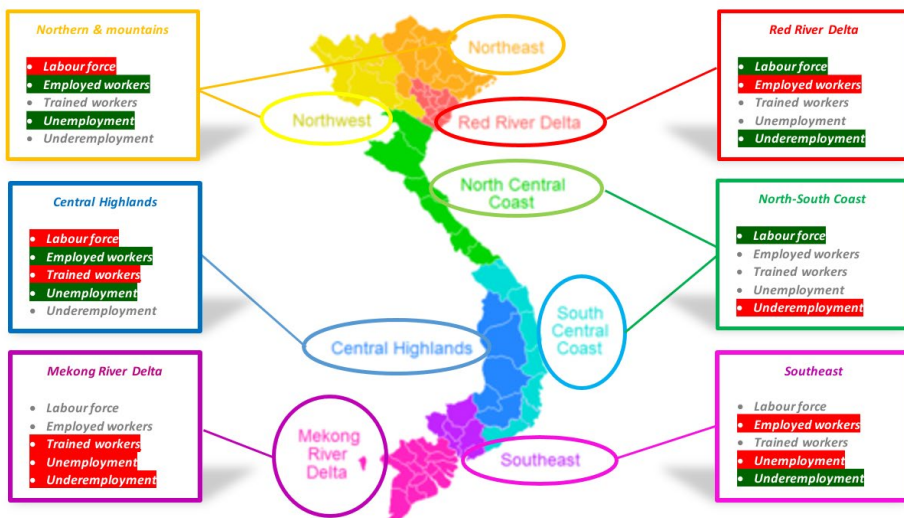 Northern & mountains
• Labour force
• Employed workers
• Trained workers
• Unemployment
• Underemployment
Central Highlands
• Labour force
• Employed workers
• Trained workers
• Unemployment
• Underemployment
Mekong River Delta
• Labour force
• Employed workers
• Trained workers
• Unemployment
• Underemployment
Northeast
Northwest
Red River Delta
North Central
Coast
South
Central
Coast
Central Highlands
Mekong
River
Delta
Southeast
Red River Delta
• Labour force
• Employed workers
• Trained workers
• Unemployment
• Underemployment
North-South Coast
• Labour force
• Employed workers
• Trained workers
• Unemployment
• Underemployment
Southeast
• Labour force
• Employed workers
• Trained workers
• Unemployment
• Underemployment